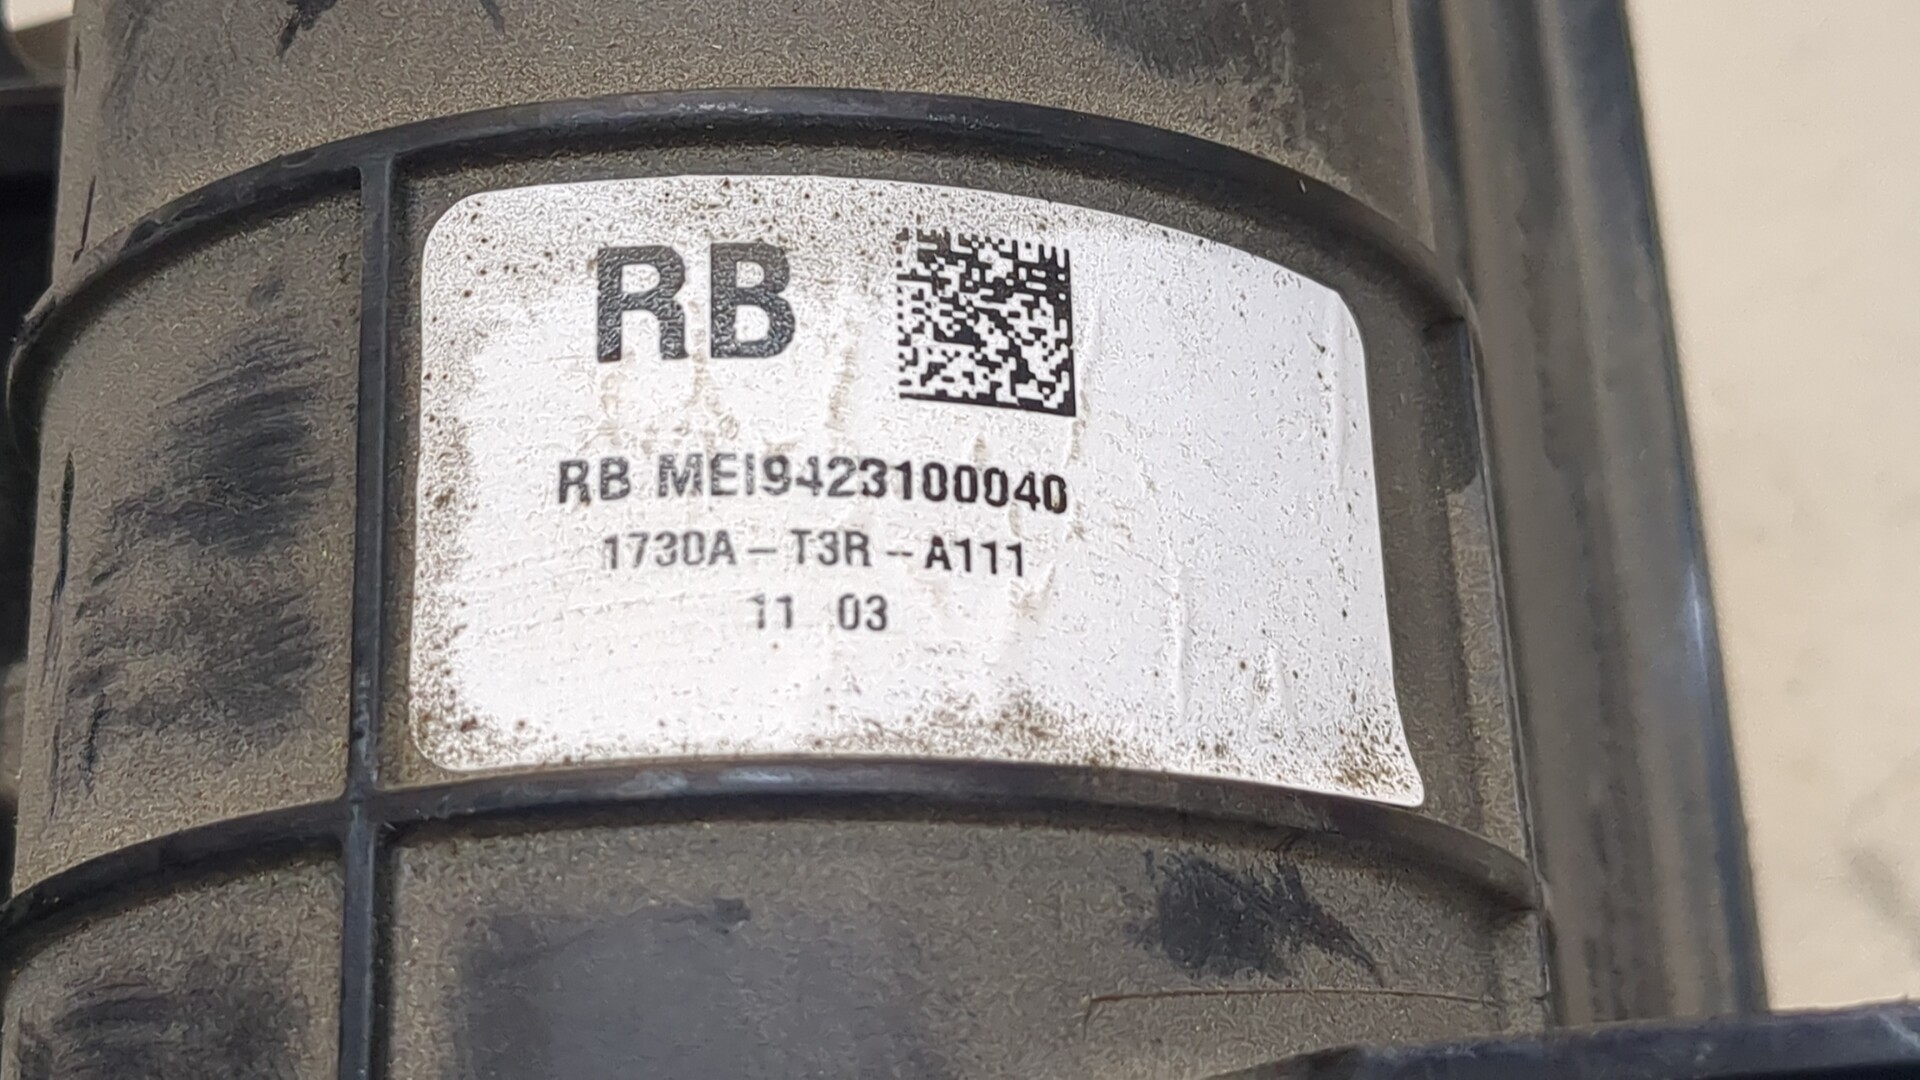 RB
RB MEI9423100040
1730A-T3R-A111
11 03